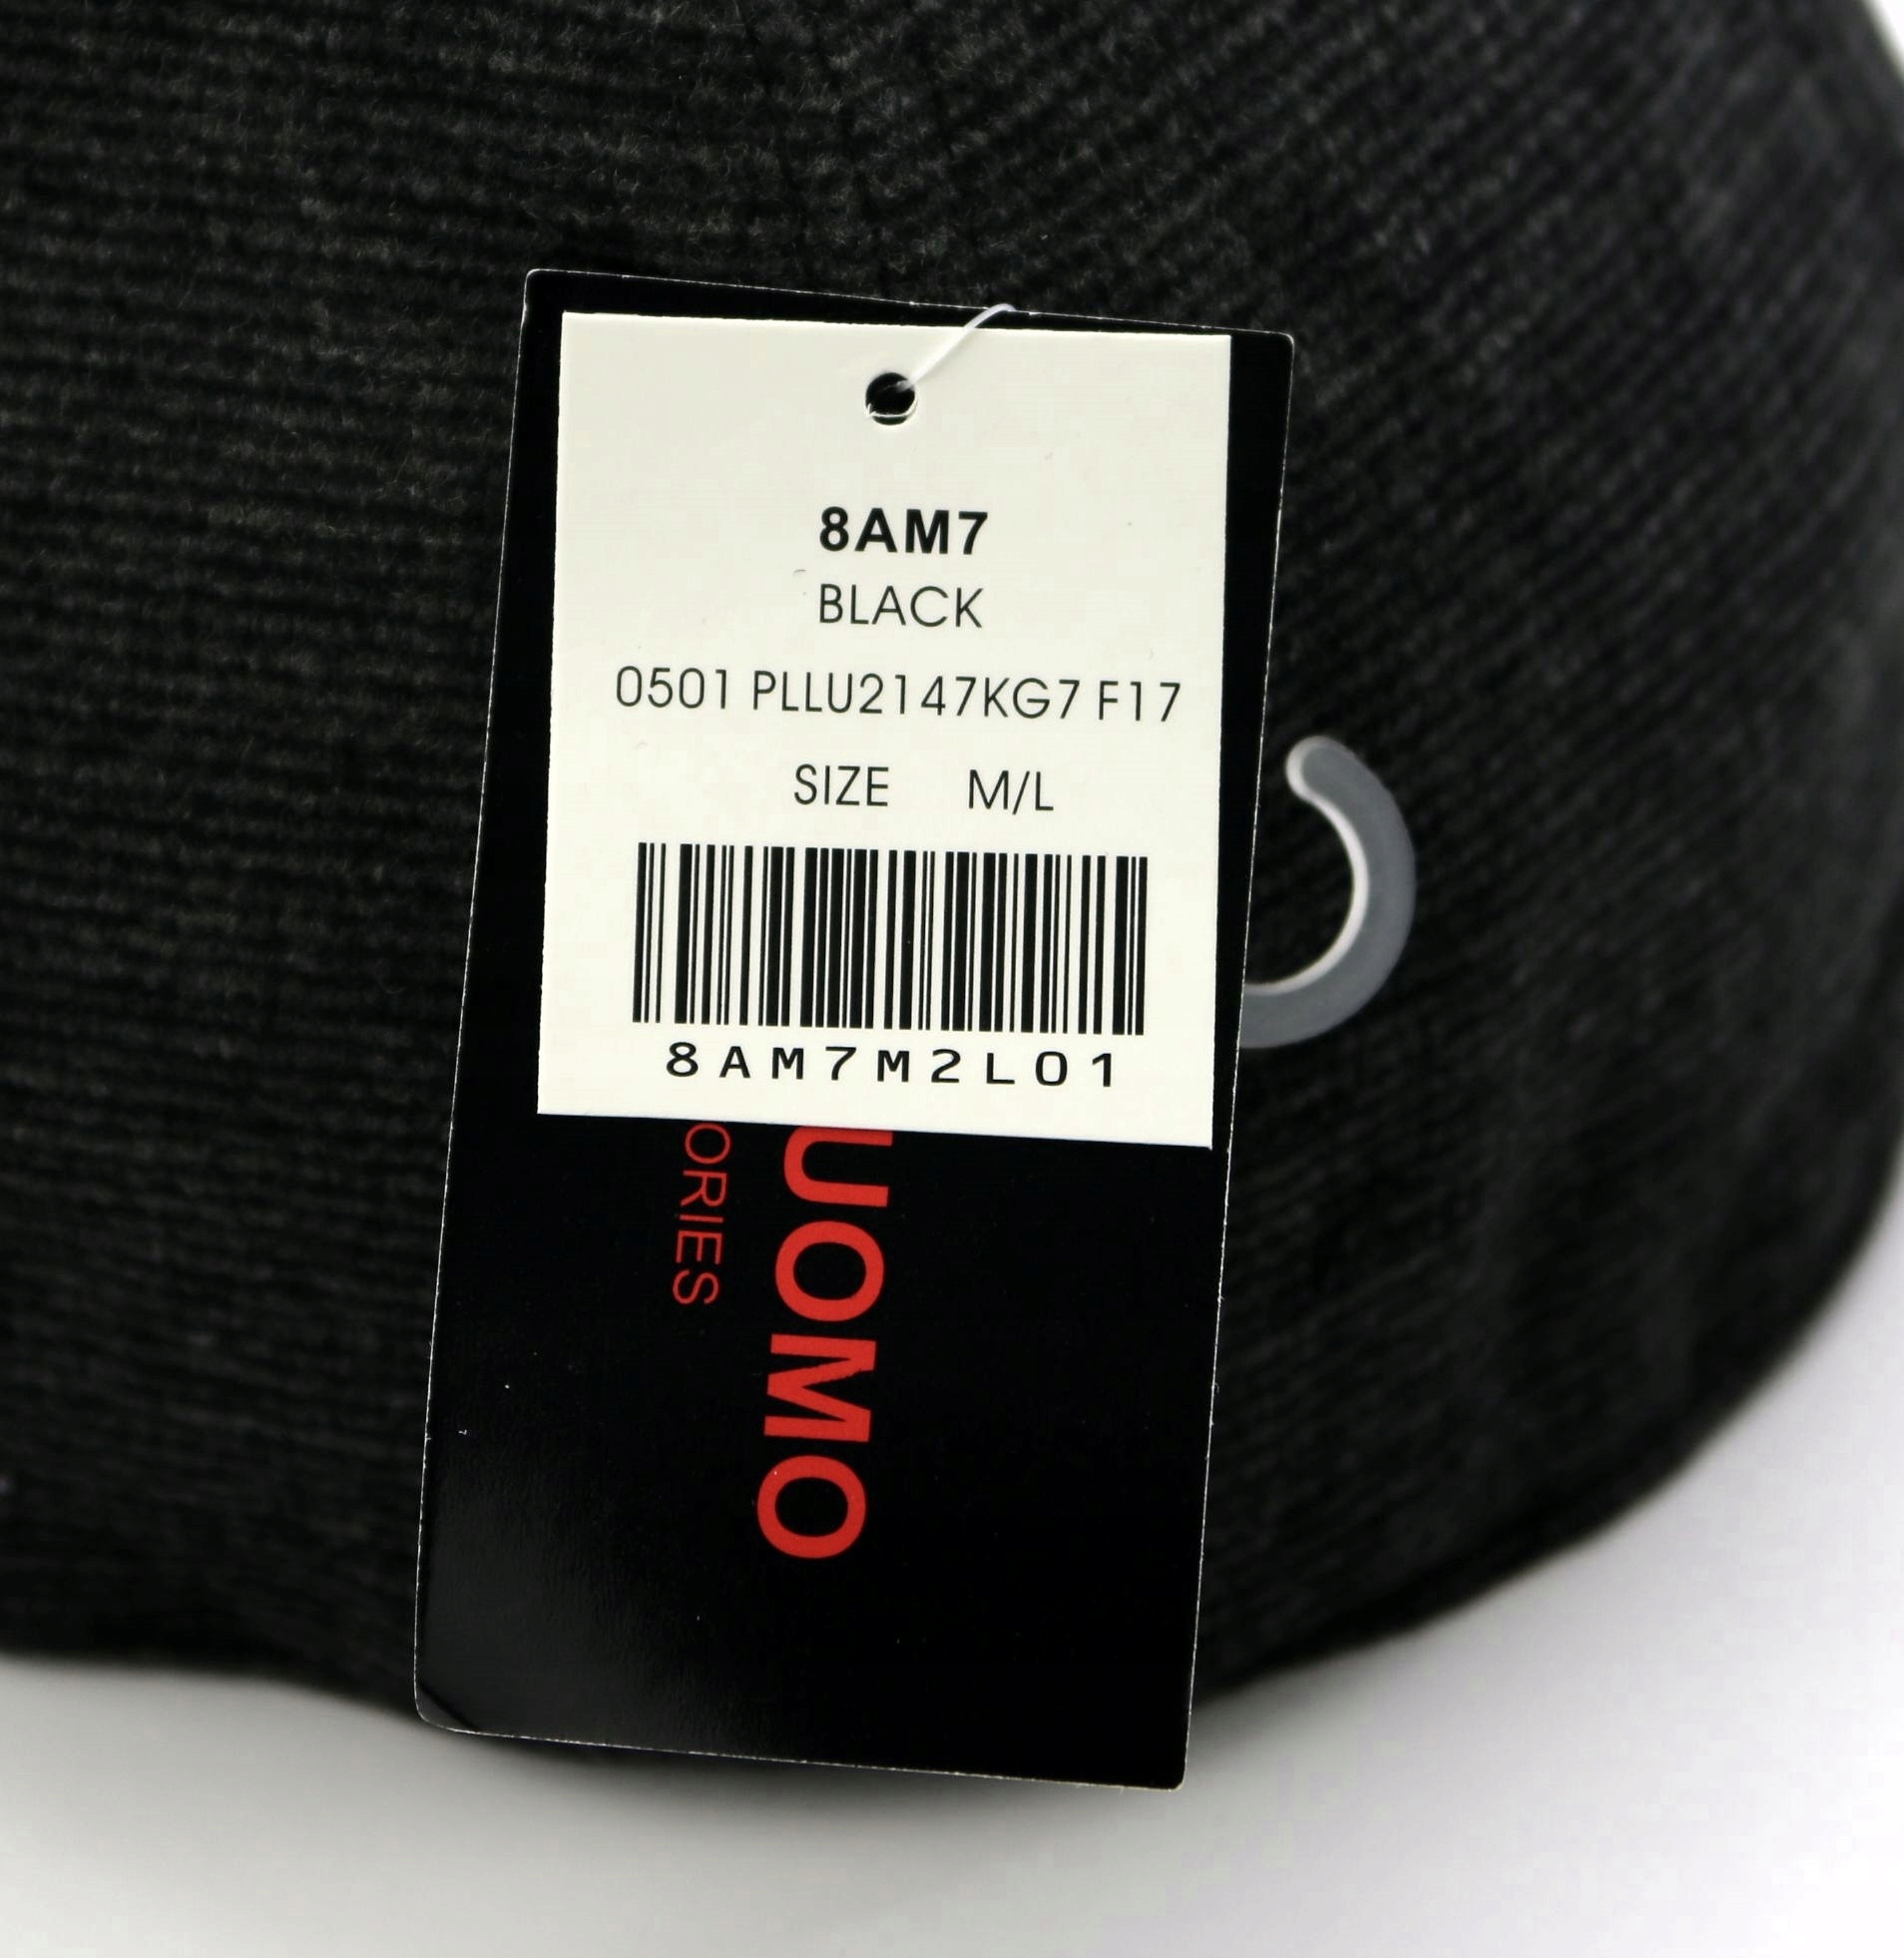 8AM7
BLACK
0501 PLLU2147KG7 F17
SIZE M/L
8AM7M2L01
UOMO
ORIES